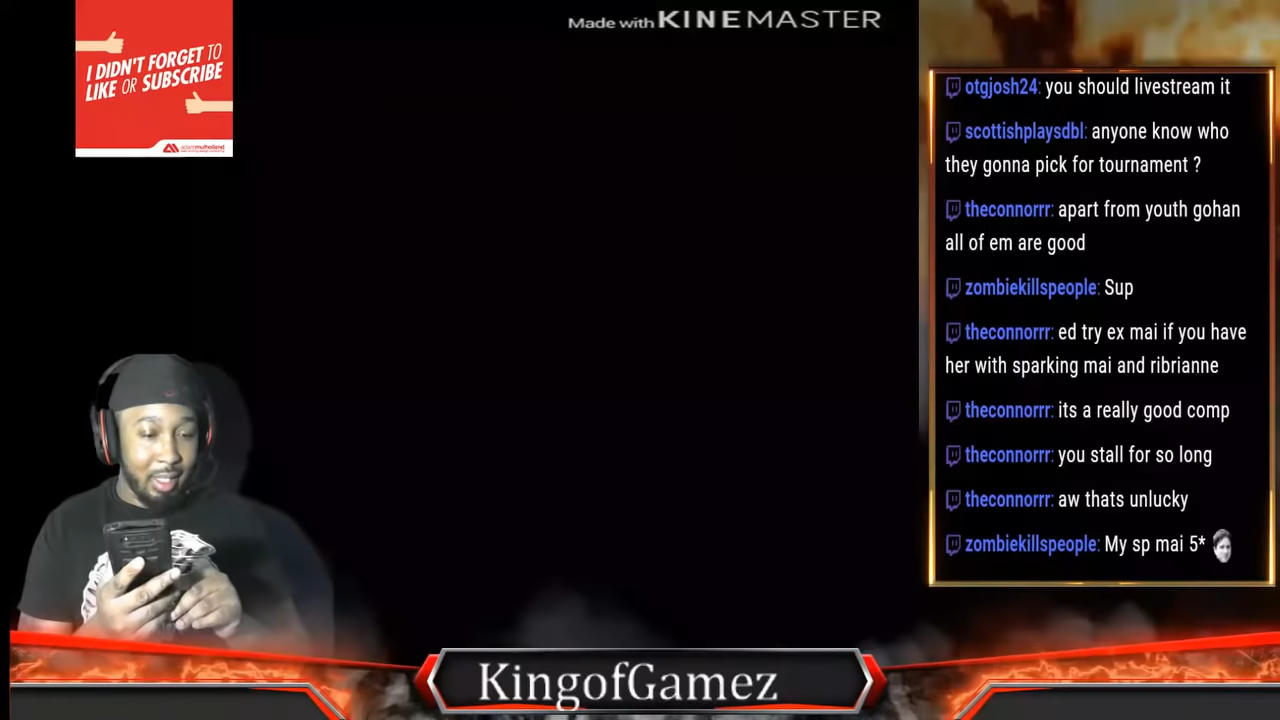 I DIDN'T FORGET TO
LIKE OR SUBSCRIBE
adammulholland
Made with KINEMASTER
otgjosh24: you should livestream it
scottishplaysdbl: anyone know who
they gonna pick for tournament ?
theconnorrr: apart from youth gohan
all of em are good
zombiekillspeople: Sup
theconnorrr: ed try ex mai if you have
her with sparking mai and ribrianne
theconnorrr: its a really good comp
theconnorrr: you stall for so long
theconnorrr: aw thats unlucky
zombiekillspeople: My sp mai 5*
KingofGamez